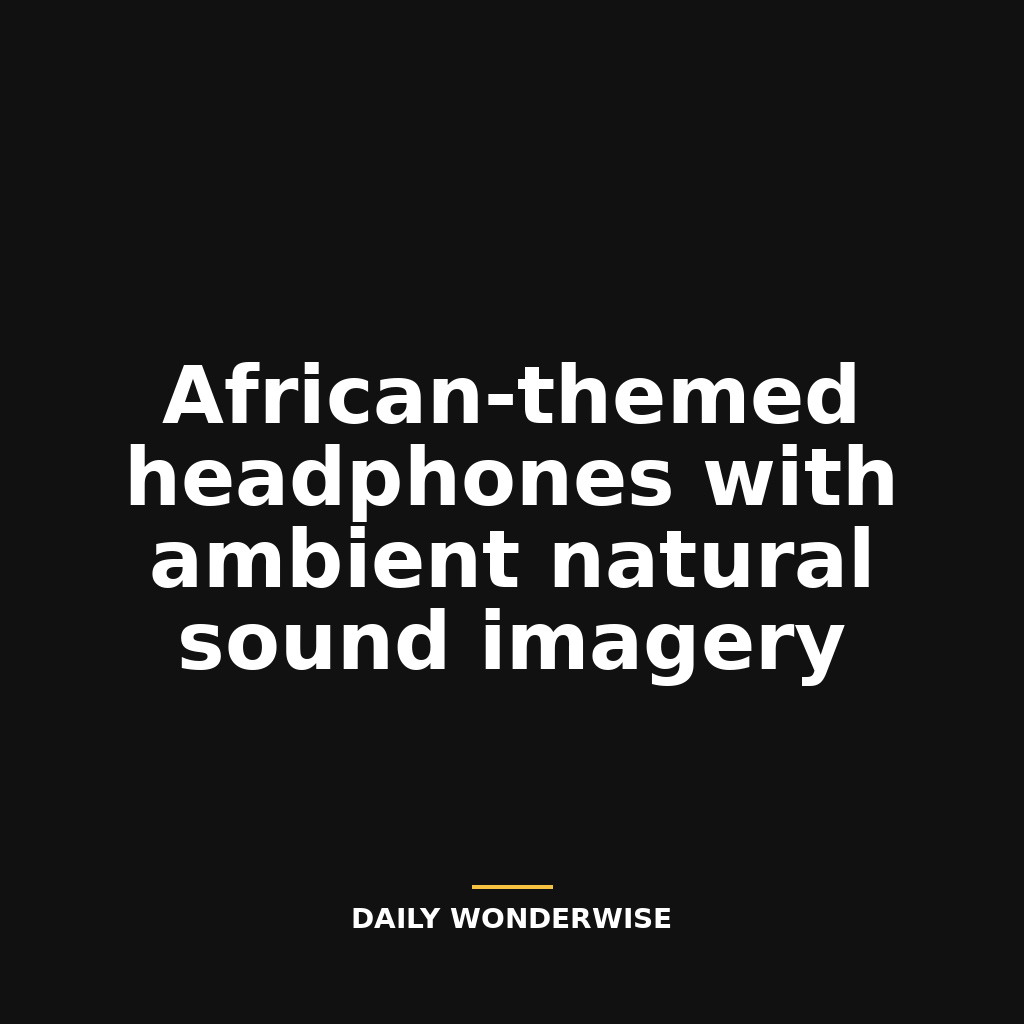 African-themed
headphones with
ambient natural
sound imagery
DAILY WONDERWISE